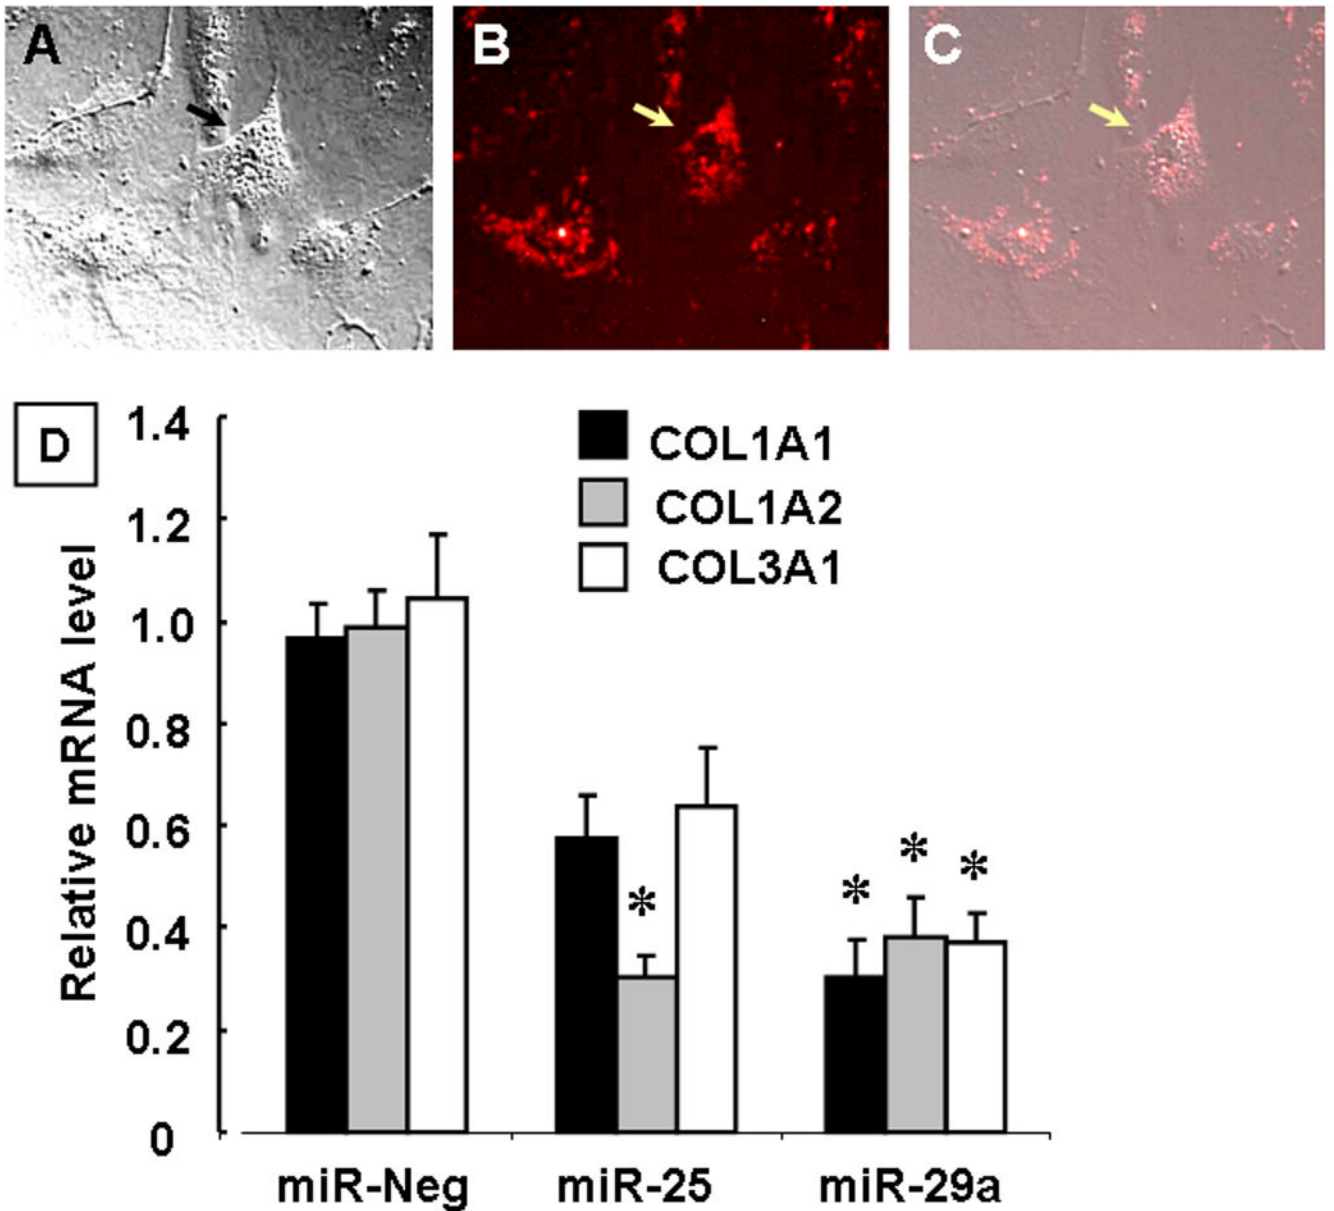 A
B
C
D
1.4
1.2
1.0
0.8
0.6
0.4
0.2
0
Relative mRNA level
COL1A1
COL1A2
COL3A1
*
* * *
miR-Neg miR-25 miR-29a